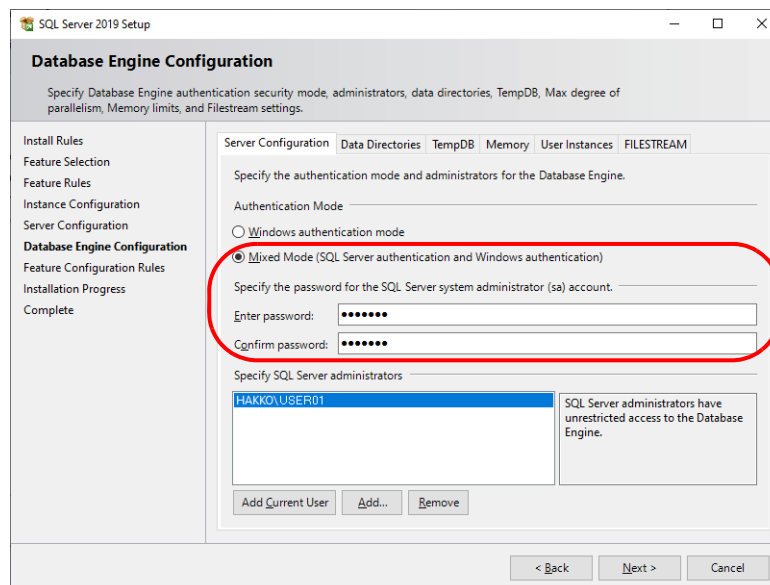 SQL Server 2019 Setup
Database Engine Configuration
Specify Database Engine authentication security mode, administrators, data directories, TempDB, Max degree of
parallelism, Memory limits, and Filestream settings.
Install Rules
Feature Selection
Feature Rules
Instance Configuration
Server Configuration
Database Engine Configuration
Feature Configuration Rules
Installation Progress
Complete
Server Configuration Data Directories TempDB Memory User Instances FILESTREAM
Specify the authentication mode and administrators for the Database Engine.
Authentication Mode
Windows authentication mode
Mixed Mode (SQL Server authentication and Windows authentication)
Specify the password for the SQL Server system administrator (sa) account.
Enter password: ●●●●●●●
Confirm password: ●●●●●●●
Specify SQL Server administrators
HAKKO\USER01
SQL Server administrators have
unrestricted access to the Database
Engine.
Add Current User Add... Remove
< Back Next > Cancel